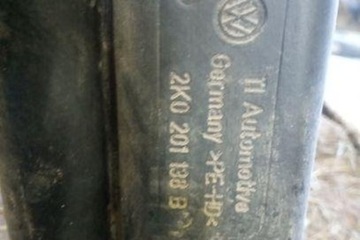 TI Automotive
Germany >PE-HD<
2K0 201 138 B